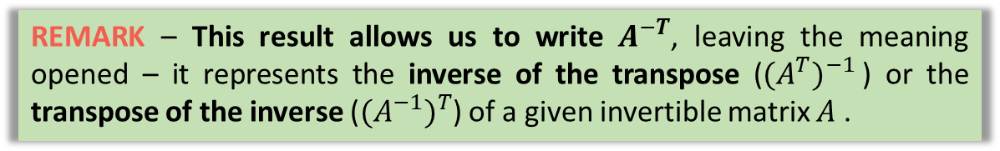 REMARK – This result allows us to write $A^{-T}$, leaving the meaning
opened – it represents the inverse of the transpose ($(A^T)^{-1}$ ) or the
transpose of the inverse ($(A^{-1})^T$) of a given invertible matrix $A$ .